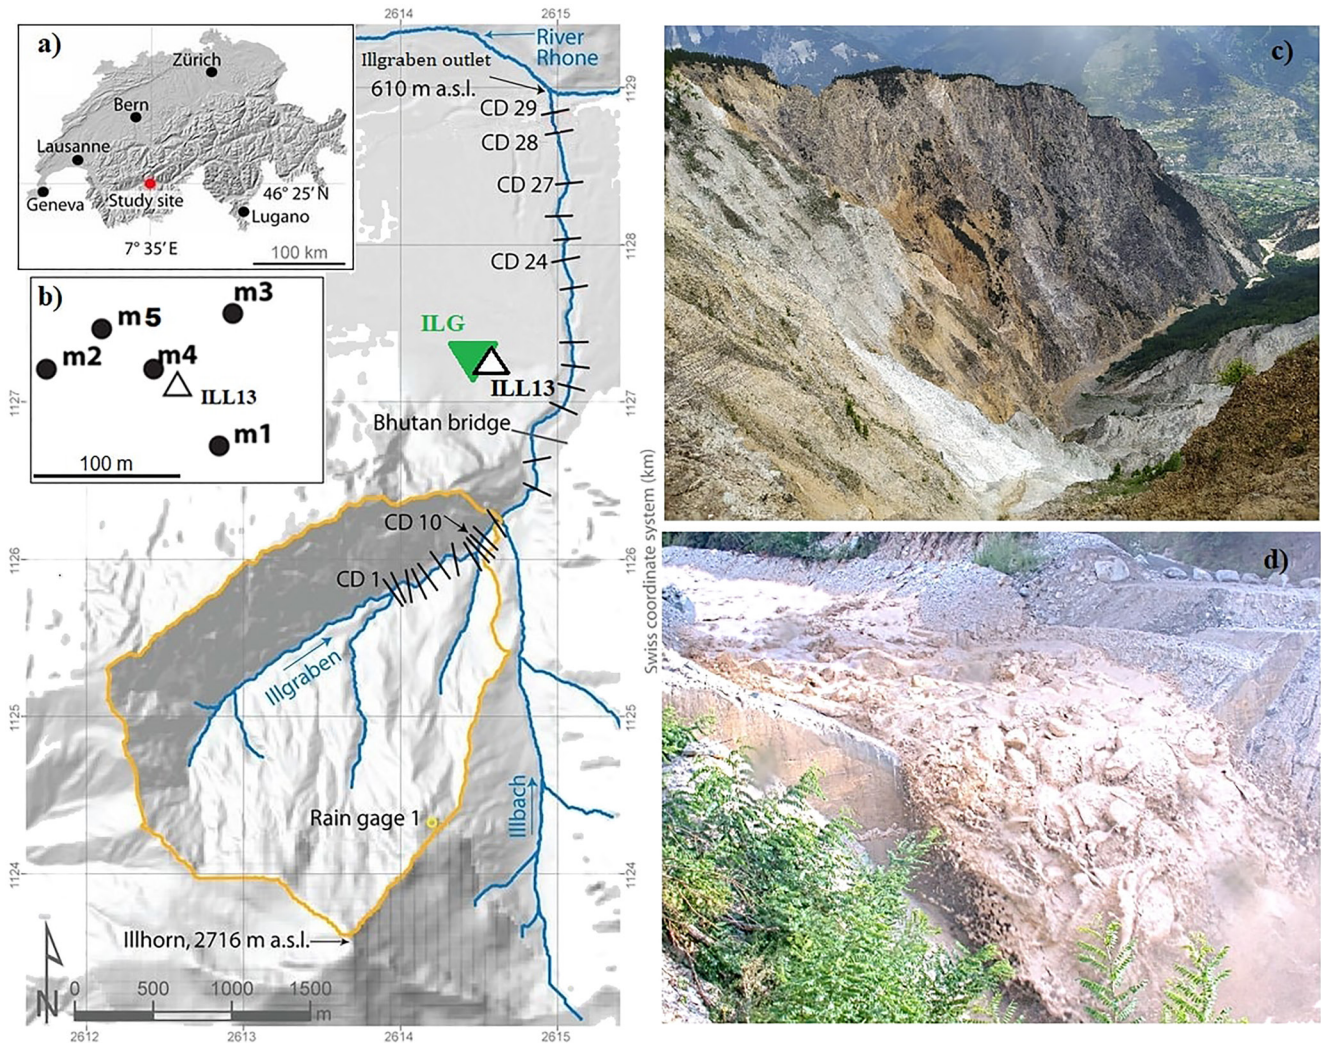 2614
2615
a)
Zürich
Bern
Lausanne
Geneva
Study site
46° 25′ N
Lugano
7° 35′ E
100 km
River
Rhone
Illgraben outlet
610 m a.s.l.
1129
CD 29
CD 28
CD 27
1128
CD 24
b)
m3
m5
m2
m4
ILL13
m1
100 m
ILG
ILL13
1127
1127
Bhutan bridge
Swiss coordinate system (km)
CD 10
1126
1126
CD 1
Illgraben
1125
1125
Illbach
Rain gage 1
1124
1124
Illhorn, 2716 m a.s.l.
N
0 500 1000 1500
m
2612
2613
2614
2615
c)
d)